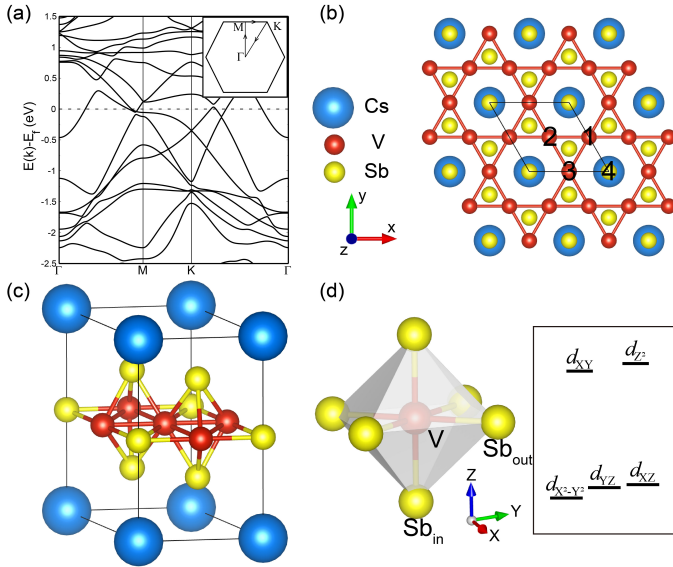 (a)
E(k)-E_f (eV)
1.5
1
0.5
0
-0.5
-1
-1.5
-2
-2.5
Γ M K Γ
M K
Γ
(b)
Cs
V
Sb
y
z x
2 1
3 4
(c)
(d)
V
Sb_out
Sb_in
Z
Y
X
d_XY d_Z²
d_X²-Y² d_YZ d_XZ